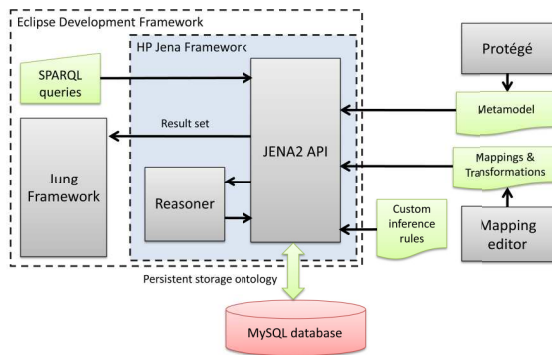 Eclipse Development Framework
HP Jena Framework
SPARQL
queries
Result set
JENA2 API
Iung
Framework
Reasoner
Protégé
Metamodel
Mappings &
Transformations
Custom
inference
rules
Mapping
editor
Persistent storage ontology
MySQL database